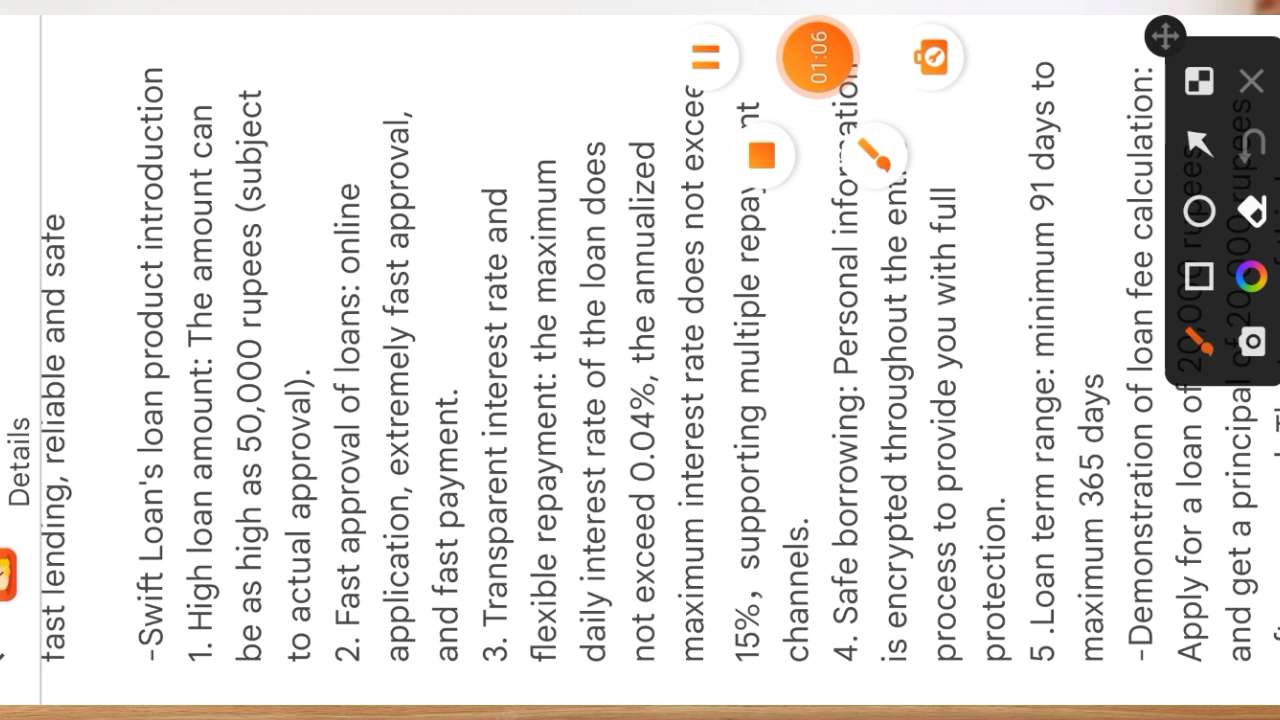 Details
fast lending, reliable and safe
-Swift Loan's loan product introduction
1. High loan amount: The amount can
be as high as 50,000 rupees (subject
to actual approval).
2. Fast approval of loans: online
application, extremely fast approval,
and fast payment.
3. Transparent interest rate and
flexible repayment: the maximum
daily interest rate of the loan does
not exceed 0.04%, the annualized
maximum interest rate does not
15%, supporting multiple
channels.
4. Safe borrowing: Personal information
is encrypted throughout the
process to provide you with full
protection.
5 .Loan term range: minimum 91 days to
maximum 365 days
-Demonstration of loan fee calculation:
Apply for a loan of rupees
and get a principal of rupees
01:06